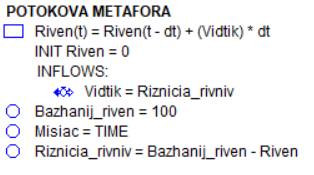 POTOKOVA METAFORA
Riven(t) = Riven(t - dt) + (Vidtik) * dt
INIT Riven = 0
INFLOWS:
Vidtik = Riznicia_rivniv
Bazhanij_riven = 100
Misiac = TIME
Riznicia_rivniv = Bazhanij_riven - Riven